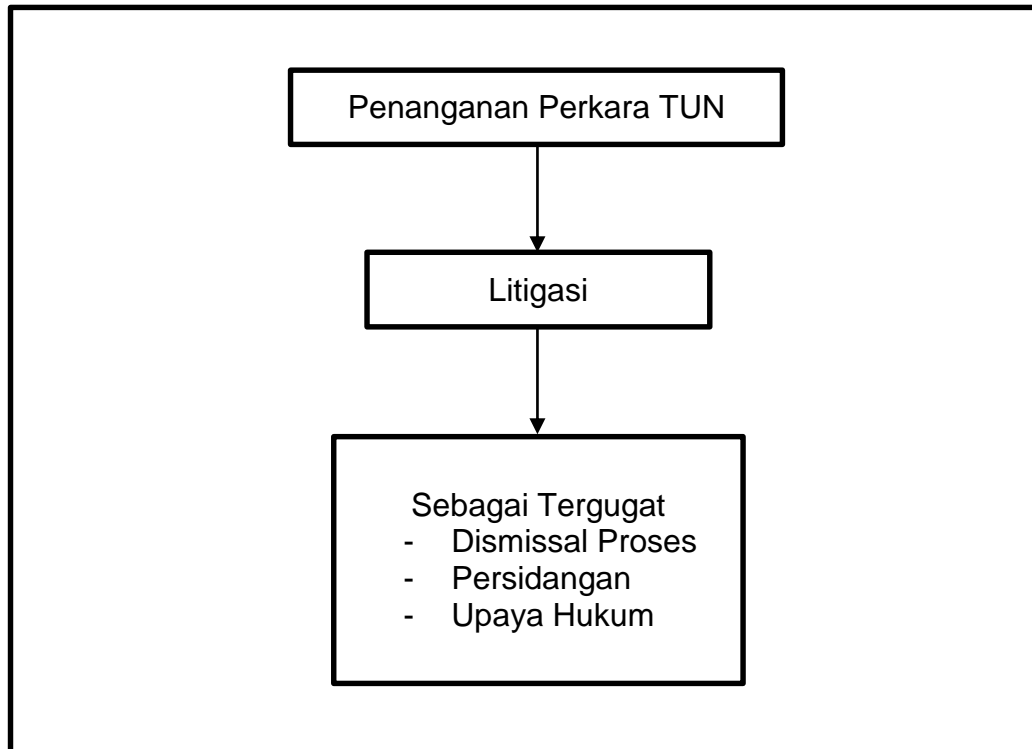 Penanganan Perkara TUN
Litigasi
Sebagai Tergugat
- Dismissal Proses
- Persidangan
- Upaya Hukum